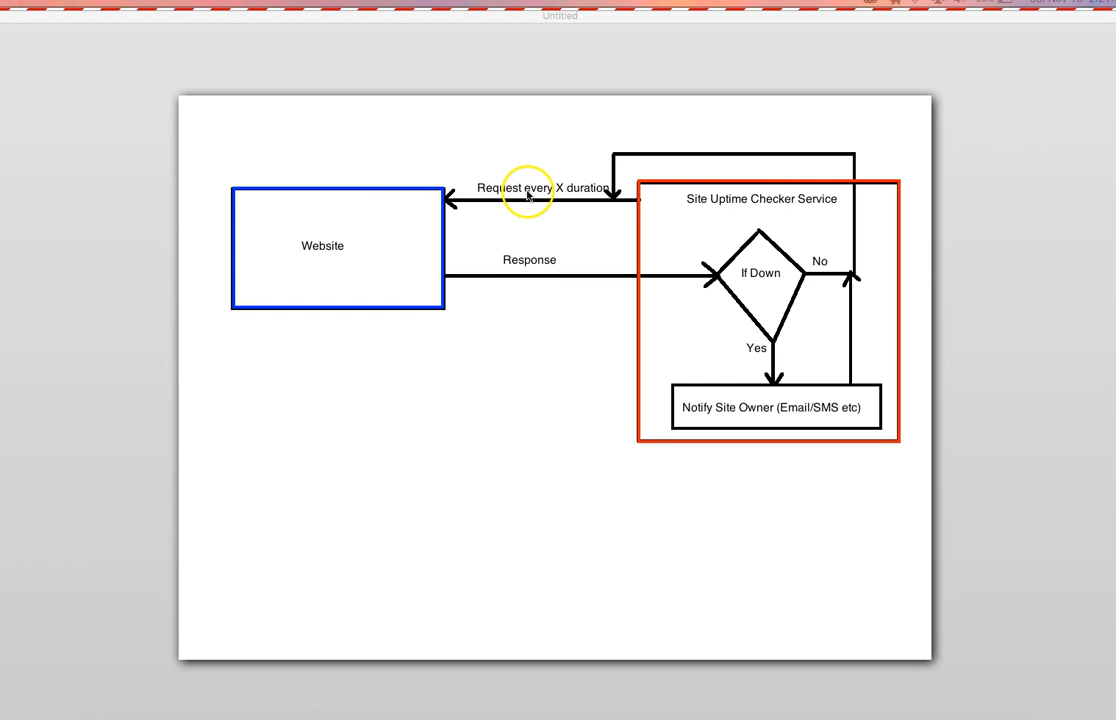 Untitled
Request every X duration
Site Uptime Checker Service
Website
Response
If Down
No
Yes
Notify Site Owner (Email/SMS etc)